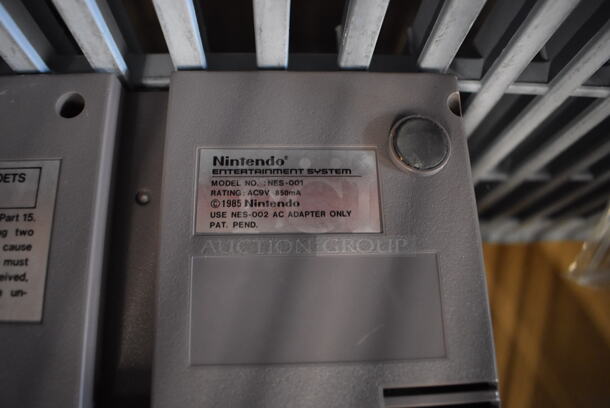 Nintendo®
ENTERTAINMENT SYSTEM
MODEL NO. :NES-001
RATING: AC9V 850mA
©1985 Nintendo
USE NES-002 AC ADAPTER ONLY
PAT. PEND.
AUCTION GROUP
DETS
Part 15.
ng two
cause
must
eived,
e un-